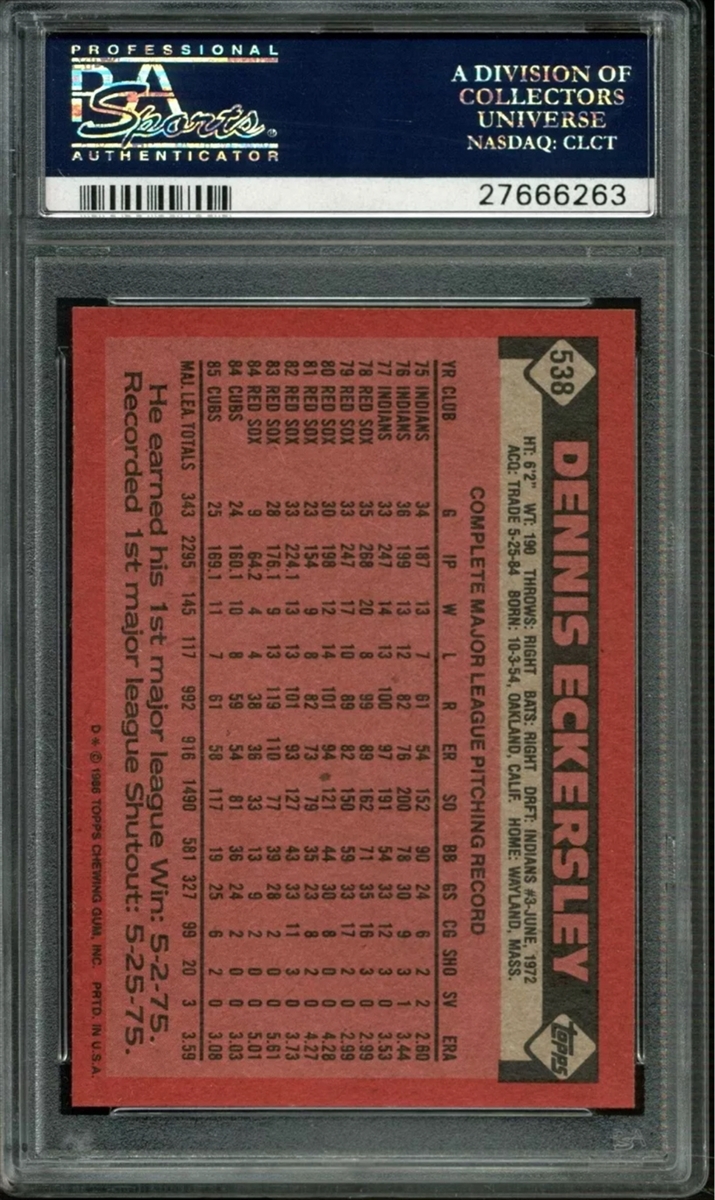 PROFESSIONAL
PSA
Sports
AUTHENTICATOR
A DIVISION OF
COLLECTORS
UNIVERSE
NASDAQ: CLCT
27666263
538
DENNIS ECKERSLEY
topps
HT: 6'2" WT: 190 THROWS: RIGHT BATS: RIGHT DRFT: INDIANS #3-JUNE, 1972
ACQ: TRADE 5-25-84 BORN: 10-3-54, OAKLAND, CALIF. HOME: WAYLAND, MASS.
COMPLETE MAJOR LEAGUE PITCHING RECORD
YR CLUB G IP W L R ER SO BB GS CG SHO SV ERA
75 INDIANS 34 187 13 7 61 54 152 90 24 6 2 2 2.60
76 INDIANS 36 199 13 12 82 76 200 78 30 9 3 1 3.44
77 INDIANS 33 247 14 13 100 97 191 54 33 12 3 0 3.53
78 RED SOX 35 268 20 8 99 89 162 71 35 16 3 0 2.99
79 RED SOX 33 247 17 10 89 82 150 59 33 17 2 0 2.99
80 RED SOX 30 198 12 14 101 94 121 44 30 8 0 0 4.28
81 RED SOX 23 154 9 8 82 73 79 35 23 8 2 0 4.27
82 RED SOX 33 224.1 13 13 101 93 127 43 33 11 3 0 3.73
83 RED SOX 28 176.1 9 13 119 110 77 39 28 2 0 0 5.61
84 RED SOX 9 64.2 4 4 38 36 33 13 9 2 0 0 5.01
84 CUBS 24 160.1 10 8 59 54 81 36 24 2 0 0 3.03
85 CUBS 25 169.1 11 7 61 58 117 19 25 6 2 0 3.08
MAJ. LEA. TOTALS 343 2295 145 117 992 916 1490 581 327 99 20 3 3.59
He earned his 1st major league Win: 5-2-75.
Recorded 1st major league Shutout: 5-25-75.
D* © 1986 TOPPS CHEWING GUM, INC. PRTD. IN U.S.A.